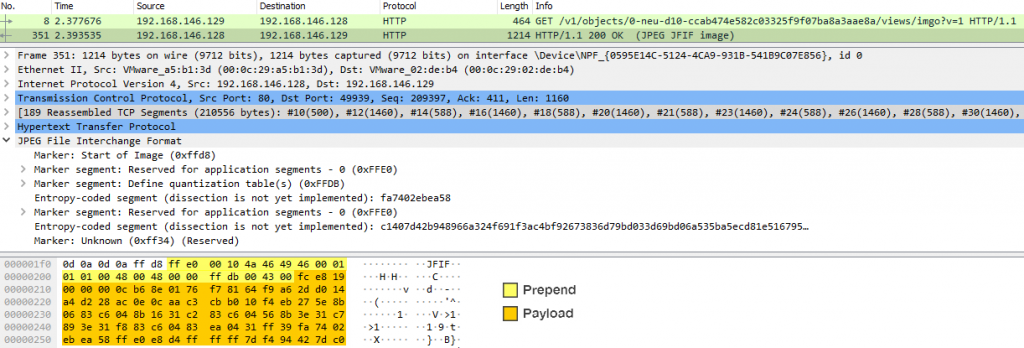 No. Time Source Destination Protocol Length Info
8 2.377676 192.168.146.129 192.168.146.128 HTTP 464 GET /v1/objects/0-neu-d10-ccab474e582c03325f9f07ba8a3aae8a/views/imgo?v=1 HTTP/1.1
351 2.393535 192.168.146.128 192.168.146.129 HTTP 1214 HTTP/1.1 200 OK (JPEG JFIF image)
Frame 351: 1214 bytes on wire (9712 bits), 1214 bytes captured (9712 bits) on interface \Device\NPF_{0595E14C-5124-4CA9-931B-541B9C07E856}, id 0
Ethernet II, Src: VMware_a5:b1:3d (00:0c:29:a5:b1:3d), Dst: VMware_02:de:b4 (00:0c:29:02:de:b4)
Internet Protocol Version 4, Src: 192.168.146.128, Dst: 192.168.146.129
Transmission Control Protocol, Src Port: 80, Dst Port: 49939, Seq: 209397, Ack: 411, Len: 1160
[189 Reassembled TCP Segments (210556 bytes): #10(500), #12(1460), #14(588), #16(1460), #18(588), #20(1460), #21(588), #23(1460), #24(588), #26(1460), #28(588), #30(1460),
Hypertext Transfer Protocol
JPEG File Interchange Format
Marker: Start of Image (0xffd8)
Marker segment: Reserved for application segments - 0 (0xFFE0)
Marker segment: Define quantization table(s) (0xFFDB)
Entropy-coded segment (dissection is not yet implemented): fa7402ebea58
Marker segment: Reserved for application segments - 0 (0xFFE0)
Entropy-coded segment (dissection is not yet implemented): c1407d42b948966a324f691f3ac4bf92673836d79bd033d69bd06a535ba5ecd81e516795…
Marker: Unknown (0xff34) (Reserved)
000001f0 0d 0a 0d 0a ff d8 ff e0 00 10 4a 46 49 46 00 01 ········ ··JFIF··
00000200 01 01 00 48 00 48 00 00 ff db 00 43 00 fc e8 19 ···H·H·· ···C····
00000210 00 00 00 0c b6 8e 01 76 f7 81 64 f9 a6 2d d0 14 ·······v ··d··-··
00000220 a4 d2 28 ac 0e 0c aa c3 cb b0 10 f4 eb 27 5e 8b ··(····· ·····'^·
00000230 06 83 c6 04 8b 16 31 c2 83 c6 04 56 8b 3e 31 c7 ······1· ···V·>1·
00000240 89 3e 31 f8 83 c6 04 83 ea 04 31 ff 39 fa 74 02 ·>1····· ··1·9·t·
00000250 eb ea 58 ff e0 e8 d4 ff ff ff 7d f4 94 42 7d c0 ··X····· ··}··B}·
Prepend
Payload